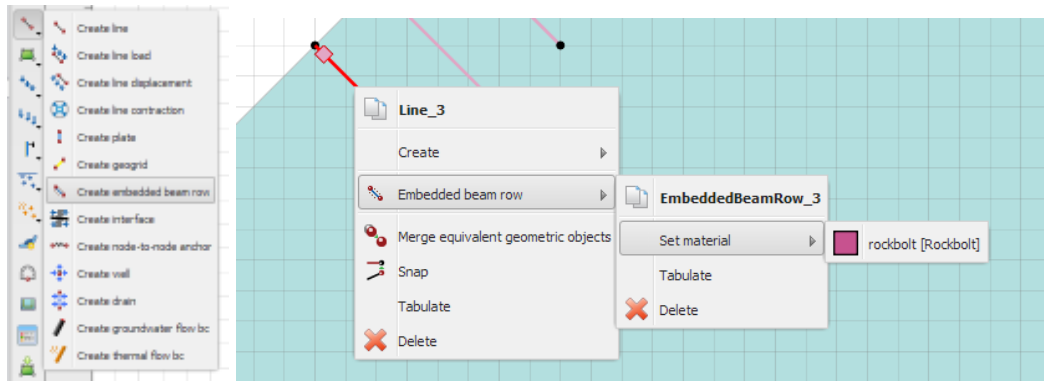 Create line
Create line load
Create line displacement
Create line contraction
Create plate
Create geogrid
Create embedded beam row
Create interface
Create node-to-node anchor
Create well
Create drain
Create groundwater flow bc
Create thermal flow bc
Line_3
Create
Embedded beam row
Merge equivalent geometric objects
Snap
Tabulate
Delete
EmbeddedBeamRow_3
Set material
Tabulate
Delete
rockbolt [Rockbolt]